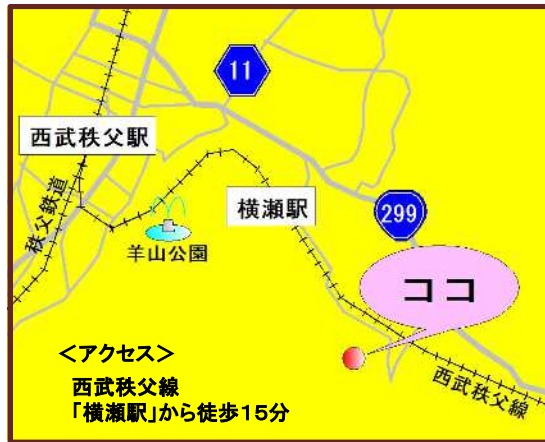 11
西武秩父駅
秩父鉄道
横瀬駅
299
羊山公園
ココ
<アクセス>
西武秩父線
西武秩父線
「横瀬駅」から徒歩15分